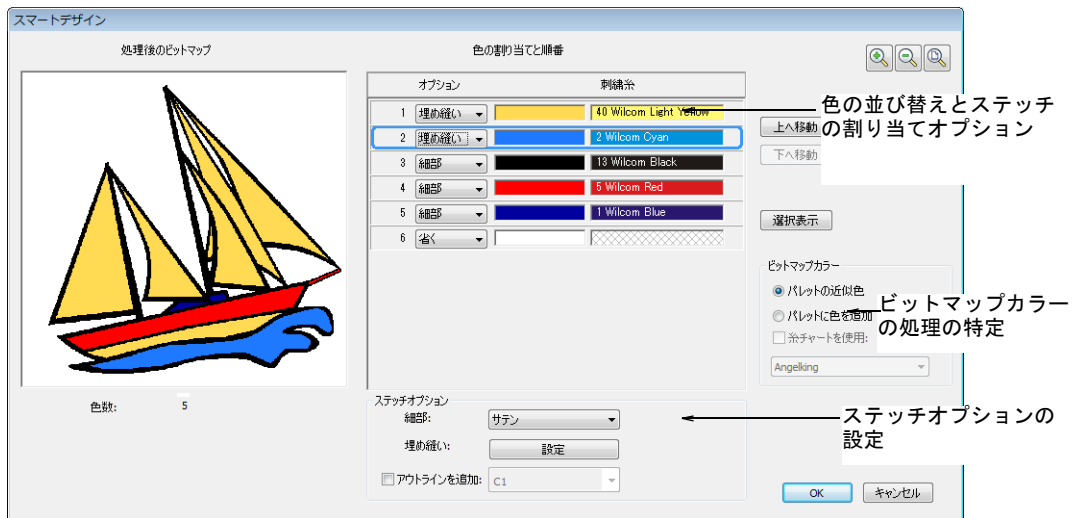 スマートデザイン
処理後のビットマップ
色の割り当てと順番
オプション 刺繍糸
1 埋め縫い 40 Wilcom Light Yellow
2 埋め縫い 2 Wilcom Cyan
3 細部 13 Wilcom Black
4 細部 5 Wilcom Red
5 細部 1 Wilcom Blue
6 省く
上へ移動
下へ移動
色の並び替えとステッチ
の割り当てオプション
選択表示
ビットマップカラー
パレットの近似色
パレットに色を追加
糸チャートを使用:
Angelking
ビットマップカラー
の処理の特定
色数: 5
ステッチオプション
細部: サテン
埋め縫い: 設定
アウトラインを追加: C1
ステッチオプションの
設定
OK キャンセル